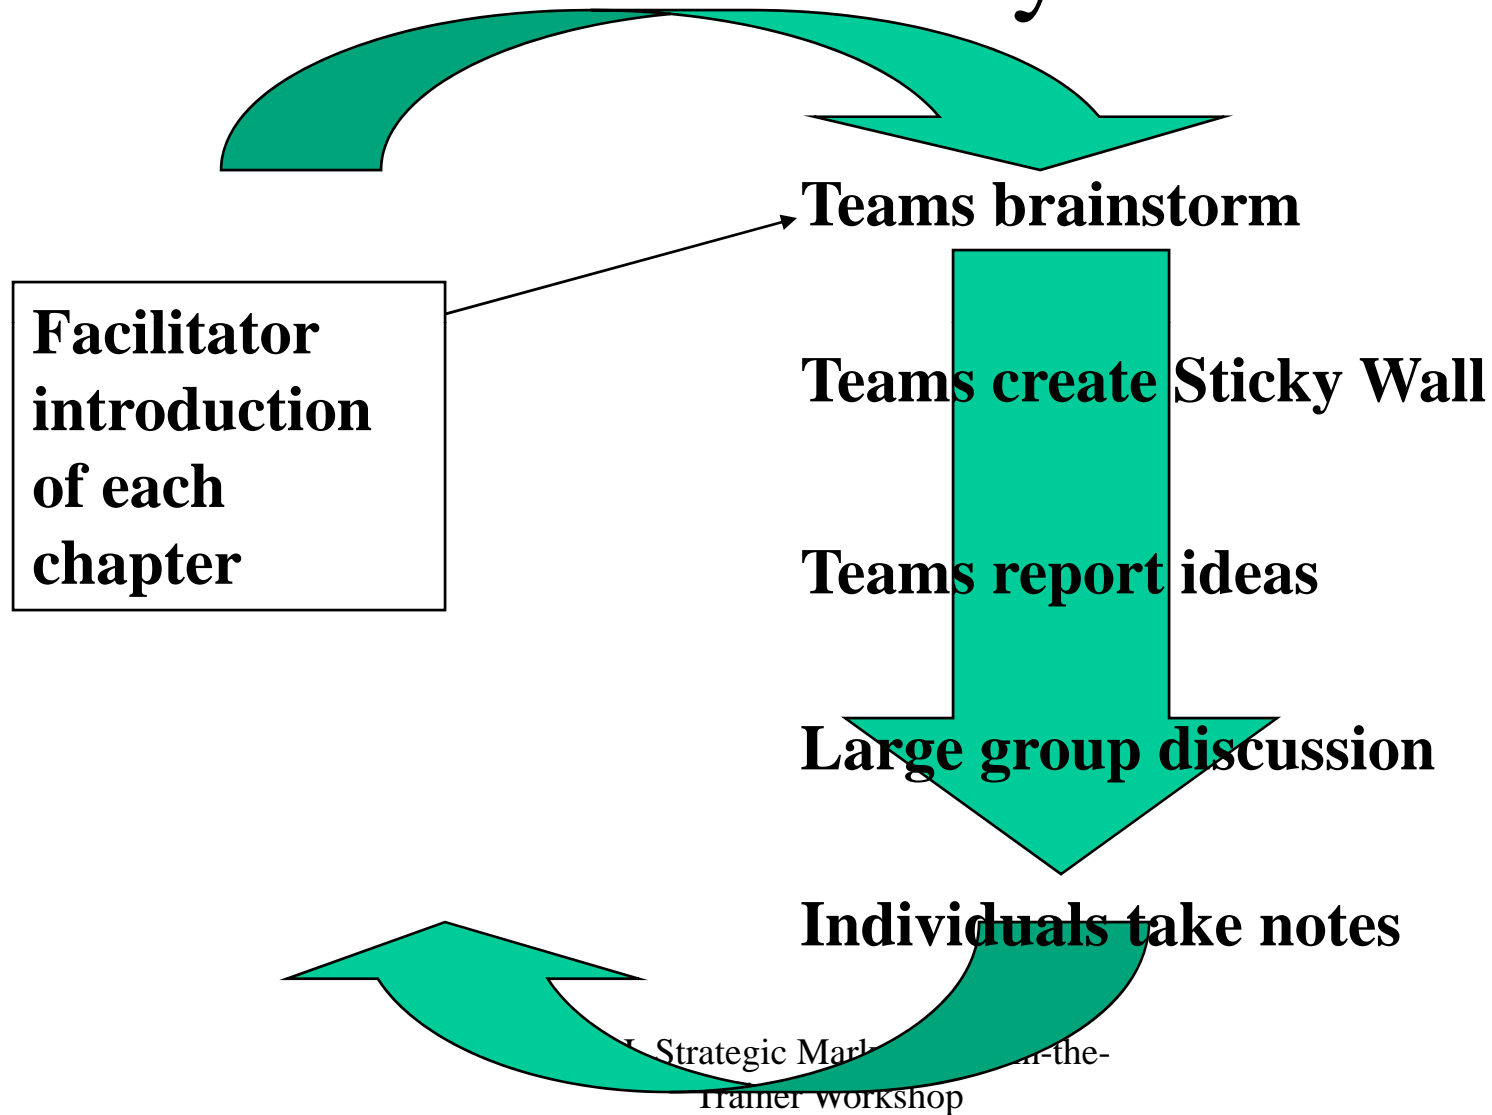 Facilitator
introduction
of each
chapter
Teams brainstorm
Teams create Sticky Wall
Teams report ideas
Large group discussion
Individuals take notes
Strategic
Trainer Workshop